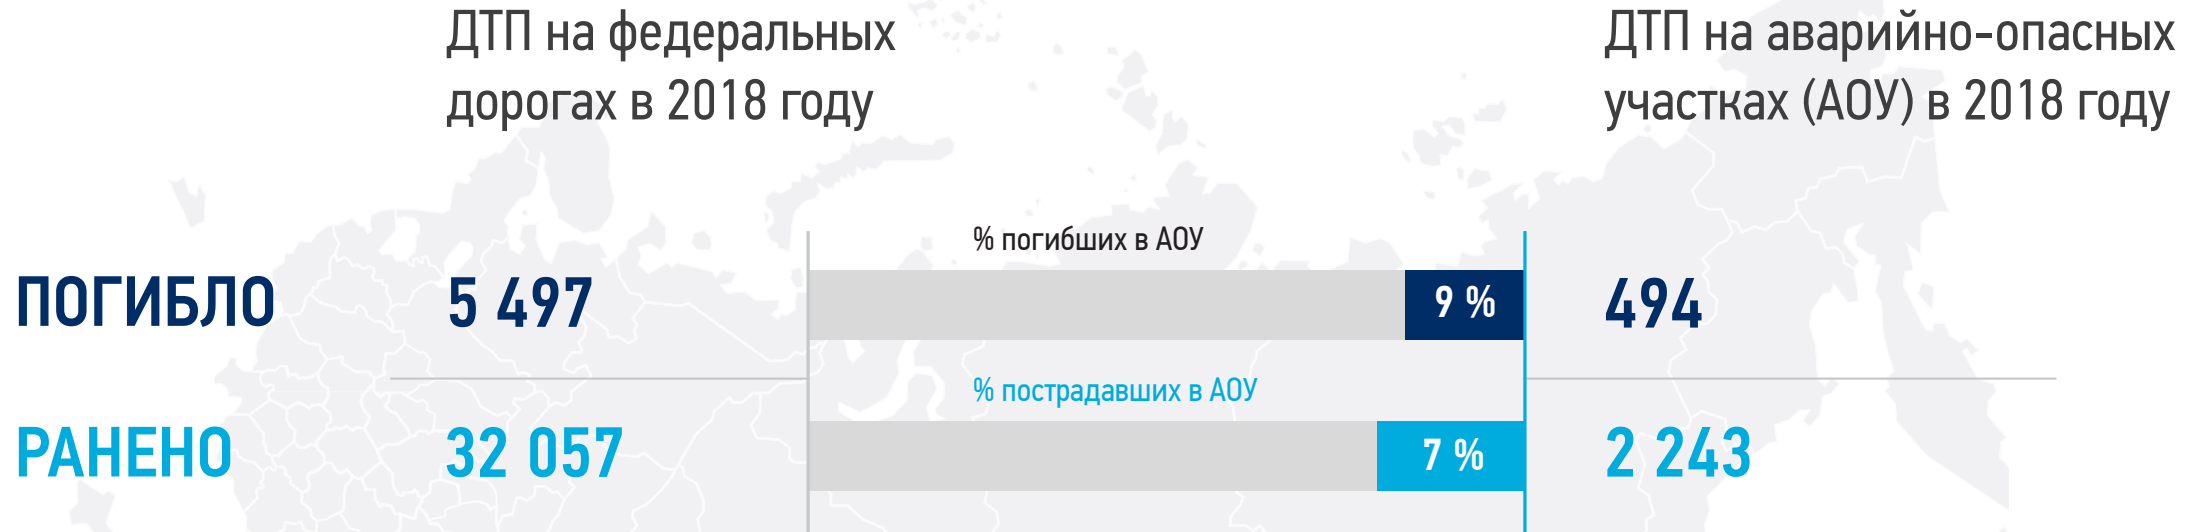 ДТП на федеральных
дорогах в 2018 году
ДТП на аварийно-опасных
участках (АОУ) в 2018 году
% погибших в АОУ
ПОГИБЛО
5 497
9 %
494
% пострадавших в АОУ
РАНЕНО
32 057
7 %
2 243